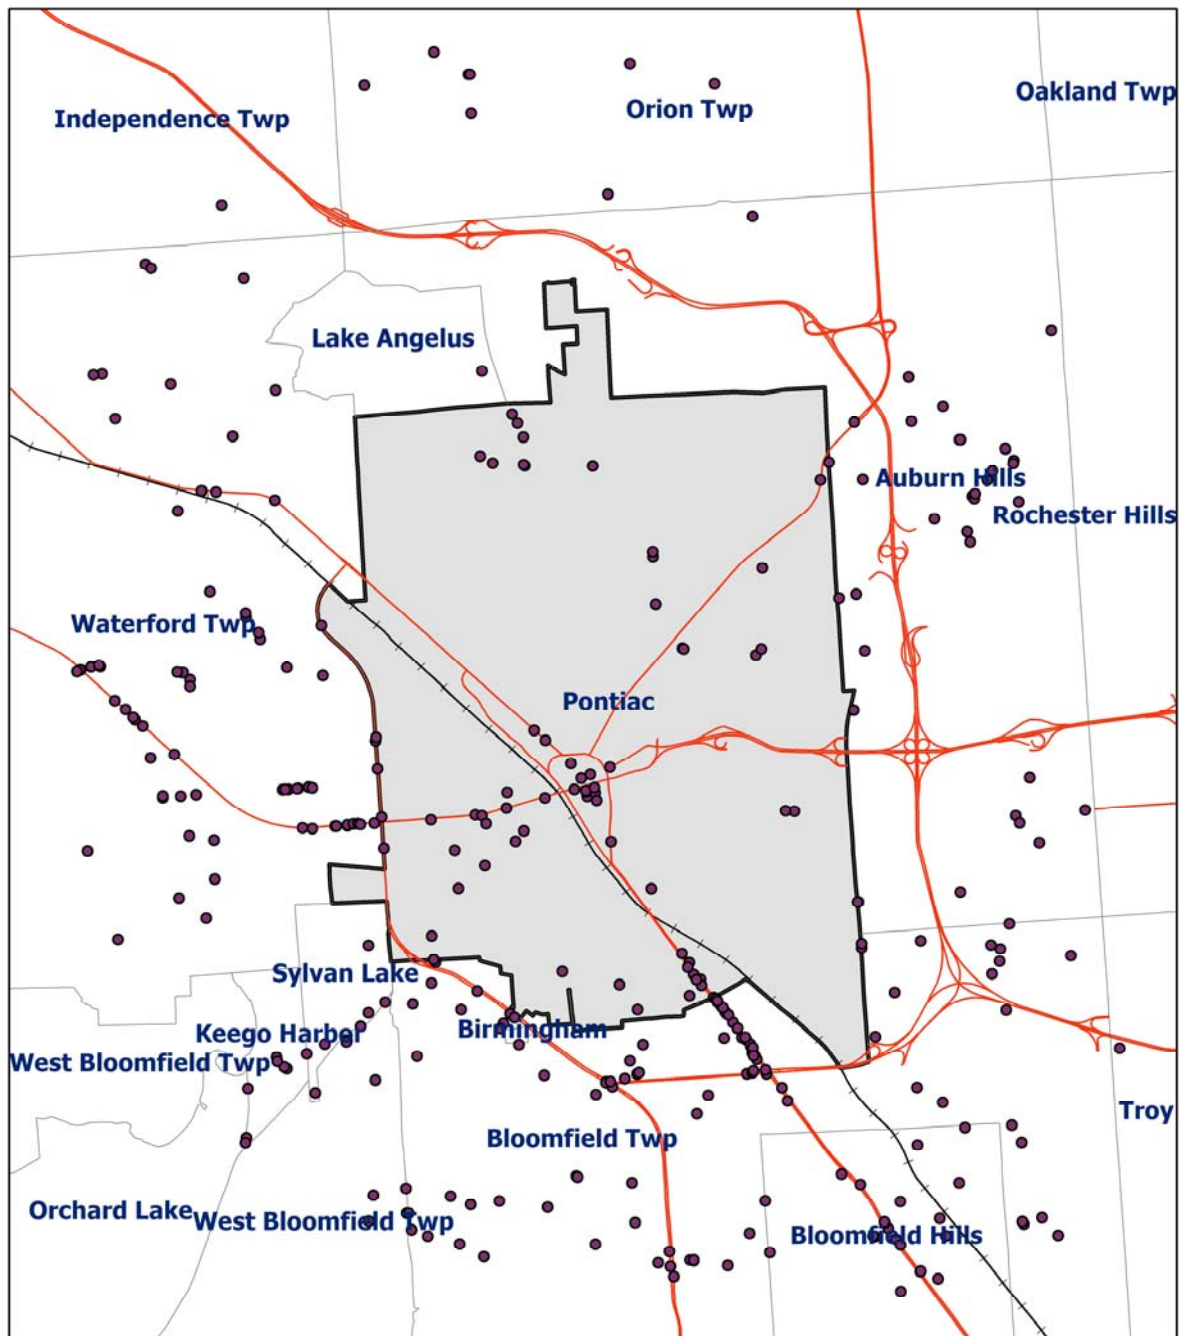 Oakland Twp
Orion Twp
Independence Twp
Lake Angelus
Auburn Hills
Rochester Hills
Waterford Twp
Pontiac
Sylvan Lake
Birmingham
Keego Harbor
West Bloomfield Twp
Troy
Bloomfield Twp
Orchard Lake
West Bloomfield Twp
Bloomfield Hills